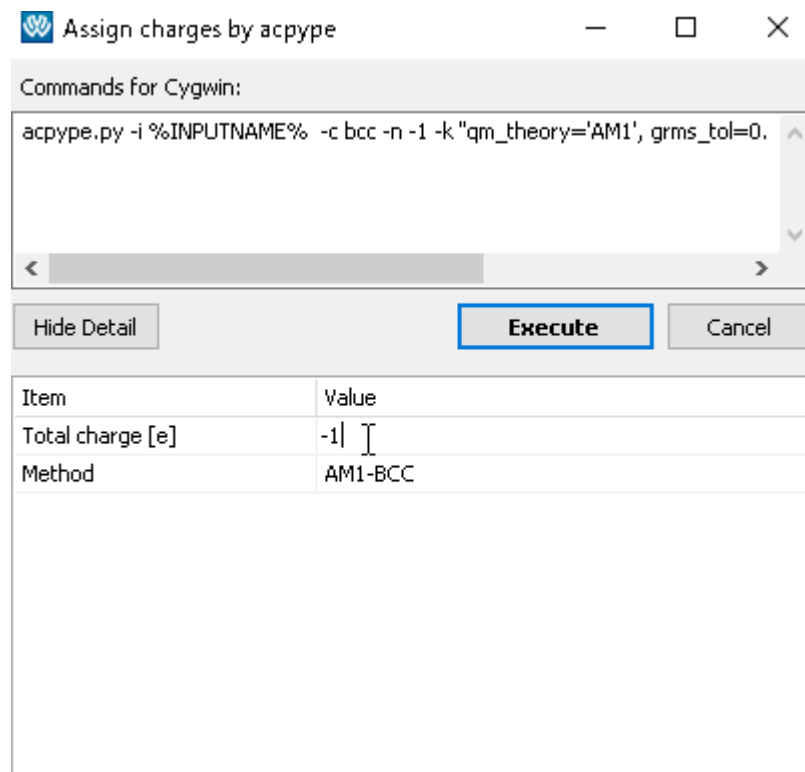 Assign charges by acpype
Commands for Cygwin:
acpype.py -i %INPUTNAME%  -c bcc -n -1 -k "qm_theory='AM1', grms_tol=0.
Hide Detail
Execute
Cancel
Item Value
Total charge [e] -1
Method AM1-BCC